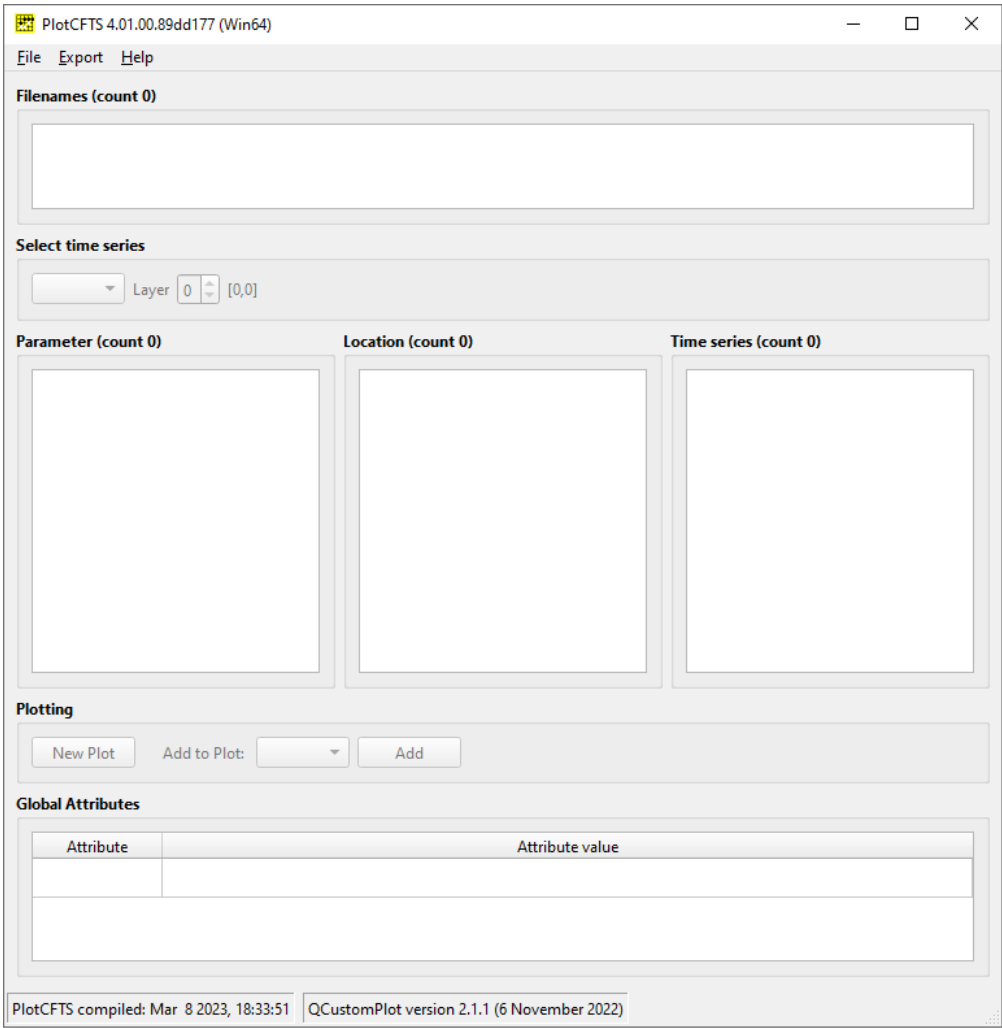 PlotCFTS 4.01.00.89dd177 (Win64)
File Export Help
Filenames (count 0)
Select time series
Layer 0 [0,0]
Parameter (count 0) Location (count 0) Time series (count 0)
Plotting
New Plot Add to Plot: Add
Global Attributes
Attribute Attribute value
PlotCFTS compiled: Mar  8 2023, 18:33:51 QCustomPlot version 2.1.1 (6 November 2022)